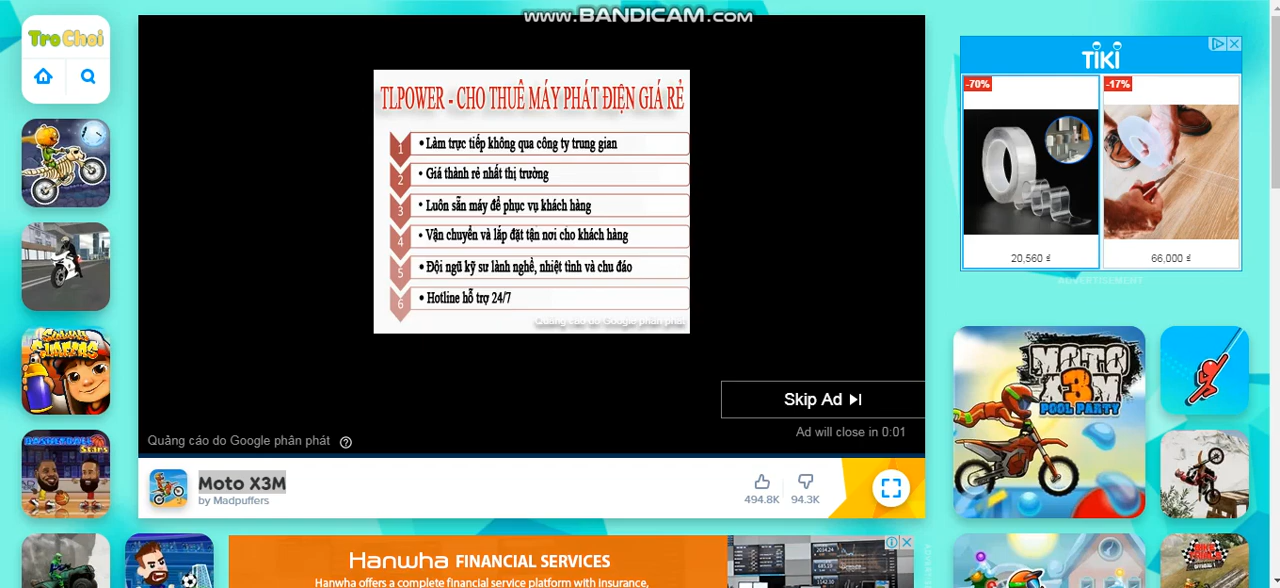 www.BANDICAM.com
Tro Choi
TLPOWER - CHO THUÊ MÁY PHÁT ĐIỆN GIÁ RẺ
1 • Làm trực tiếp không qua công ty trung gian
2 • Giá thành rẻ nhất thị trường
3 • Luôn sẵn máy để phục vụ khách hàng
4 • Vận chuyển và lắp đặt tận nơi cho khách hàng
5 • Đội ngũ kỹ sư lành nghề, nhiệt tình và chu đáo
6 • Hotline hỗ trợ 24/7
Quảng cáo do Google phân phát
Skip Ad
Ad will close in 0:01
Quảng cáo do Google phân phát
Moto X3M
by Madpuffers
494.8K
94.3K
TIKI
-70%
-17%
20,560 ₫
66,000 ₫
ADVERTISEMENT
SUBWAY
SURFERS
BASKETBALL
Stars
MOTO
X3M
POOL PARTY
Hanwha FINANCIAL SERVICES
Hanwha offers a complete financial service platform with insurance,